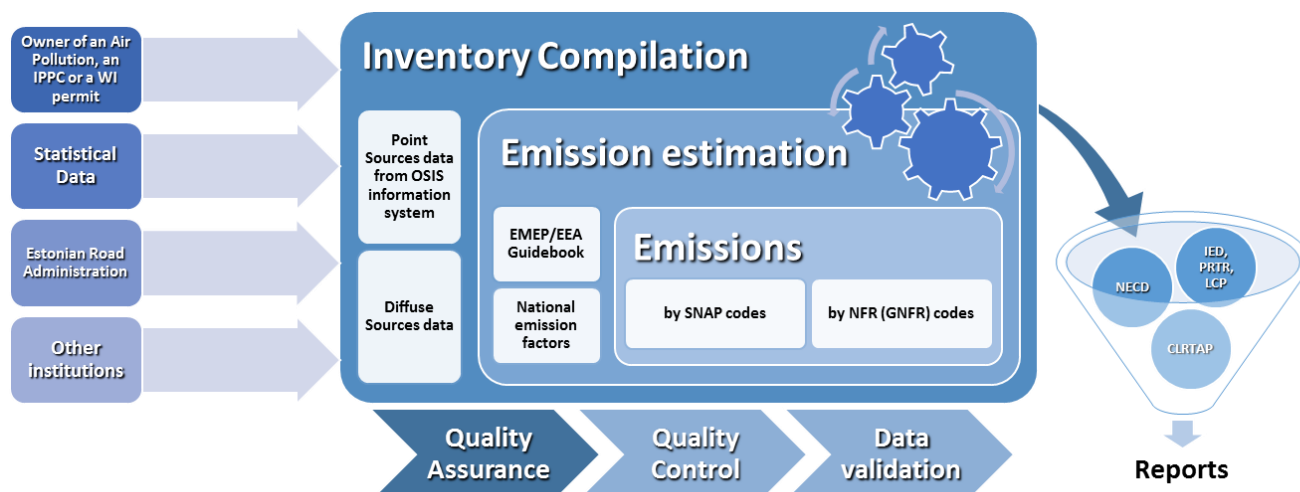 Owner of an Air
Pollution, an
IPPC or a WI
permit
Statistical
Data
Estonian Road
Administration
Other
institutions
Inventory Compilation
Point
Sources data
from OSIS
information
system
Diffuse
Sources data
Emission estimation
EMEP/EEA
Guidebook
National
emission
factors
Emissions
by SNAP codes
by NFR (GNFR) codes
Quality
Assurance
Quality
Control
Data
validation
NECD
IED,
PRTR,
LCP
CLRTAP
Reports